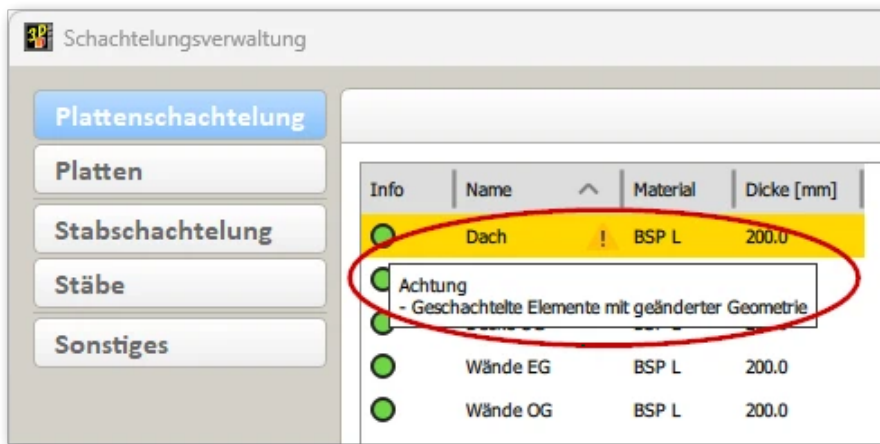 Schachtelungsverwaltung
Plattenschachtelung
Platten
Stabschachtelung
Stäbe
Sonstiges
Info Name Material Dicke [mm]
Dach ! BSP L 200.0
Achtung
- Geschachtelte Elemente mit geänderter Geometrie
Wände EG BSP L 200.0
Wände OG BSP L 200.0